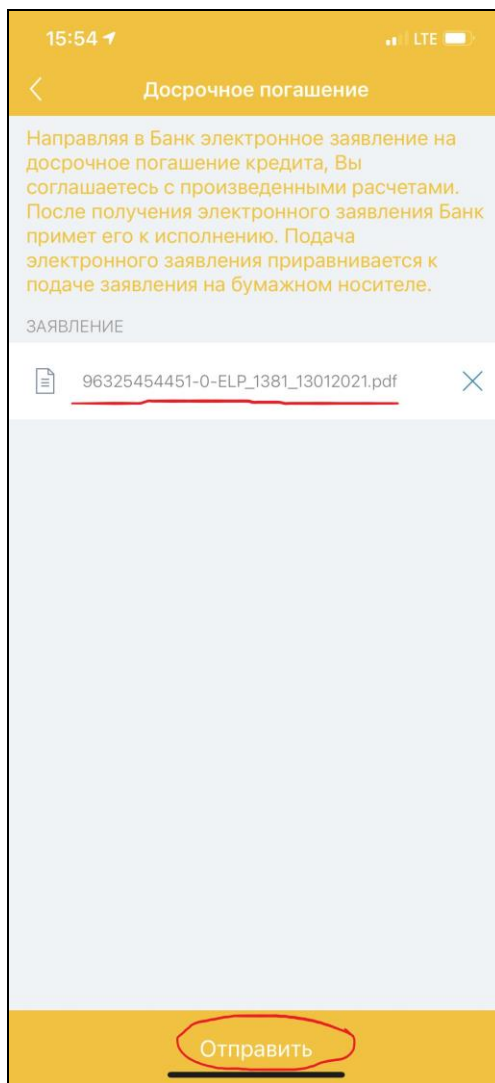 15:54
LTE
Досрочное погашение
Направляя в Банк электронное заявление на
досрочное погашение кредита, Вы
соглашаетесь с произведенными расчетами.
После получения электронного заявления Банк
примет его к исполнению. Подача
электронного заявления приравнивается к
подаче заявления на бумажном носителе.
ЗАЯВЛЕНИЕ
96325454451-0-ELP_1381_13012021.pdf
Отправить